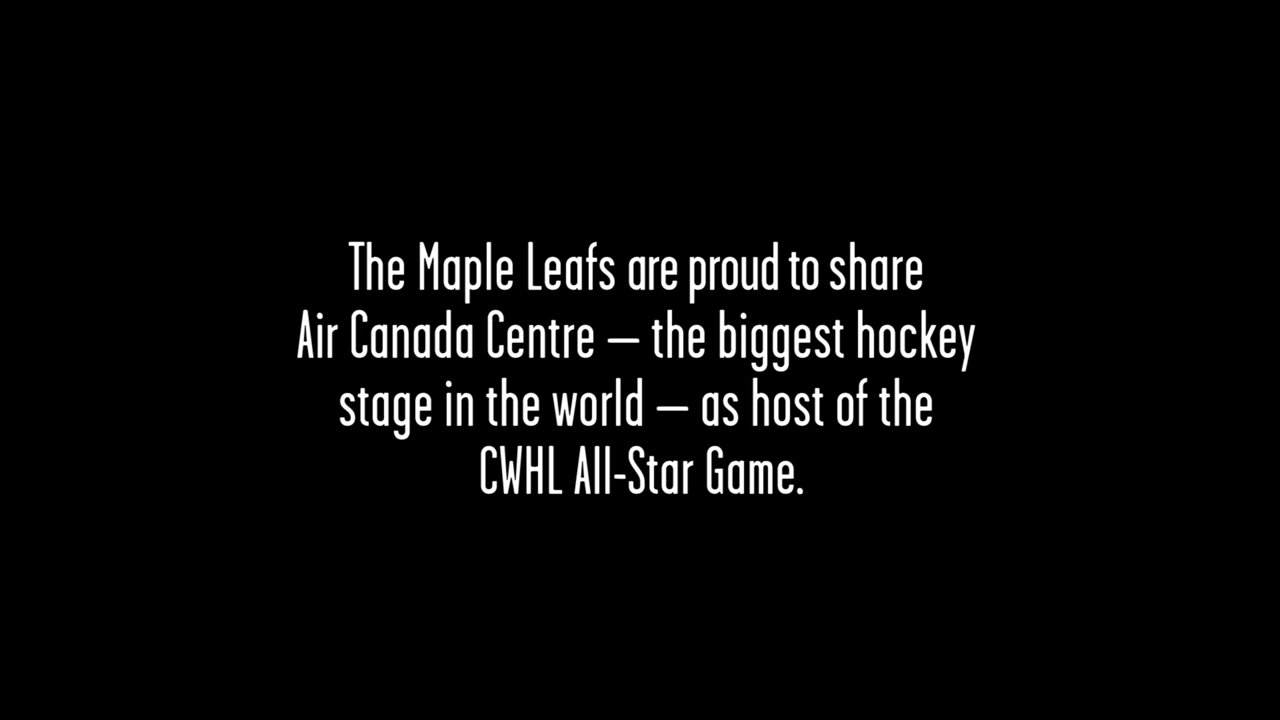 The Maple Leafs are proud to share
Air Canada Centre – the biggest hockey
stage in the world – as host of the
CWHL All-Star Game.